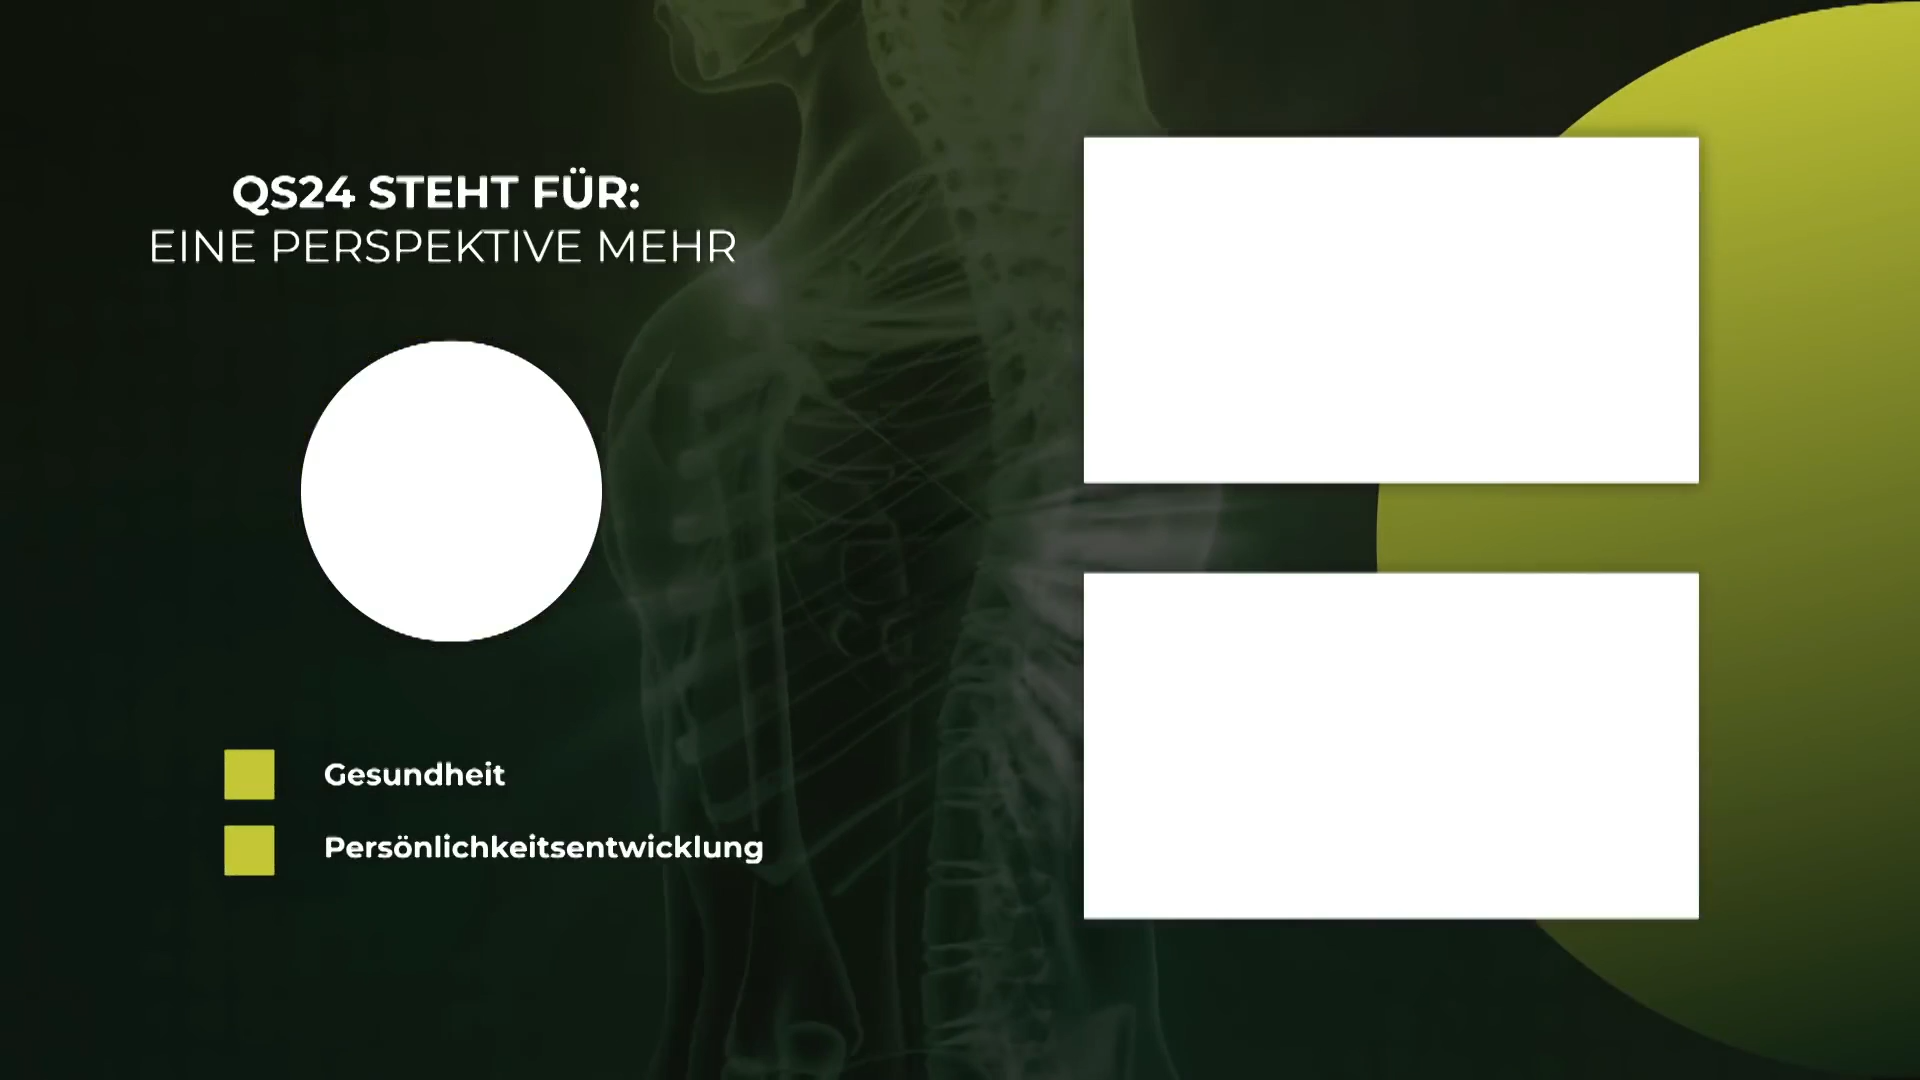 QS24 STEHT FÜR:
EINE PERSPEKTIVE MEHR
Gesundheit
Persönlichkeitsentwicklung